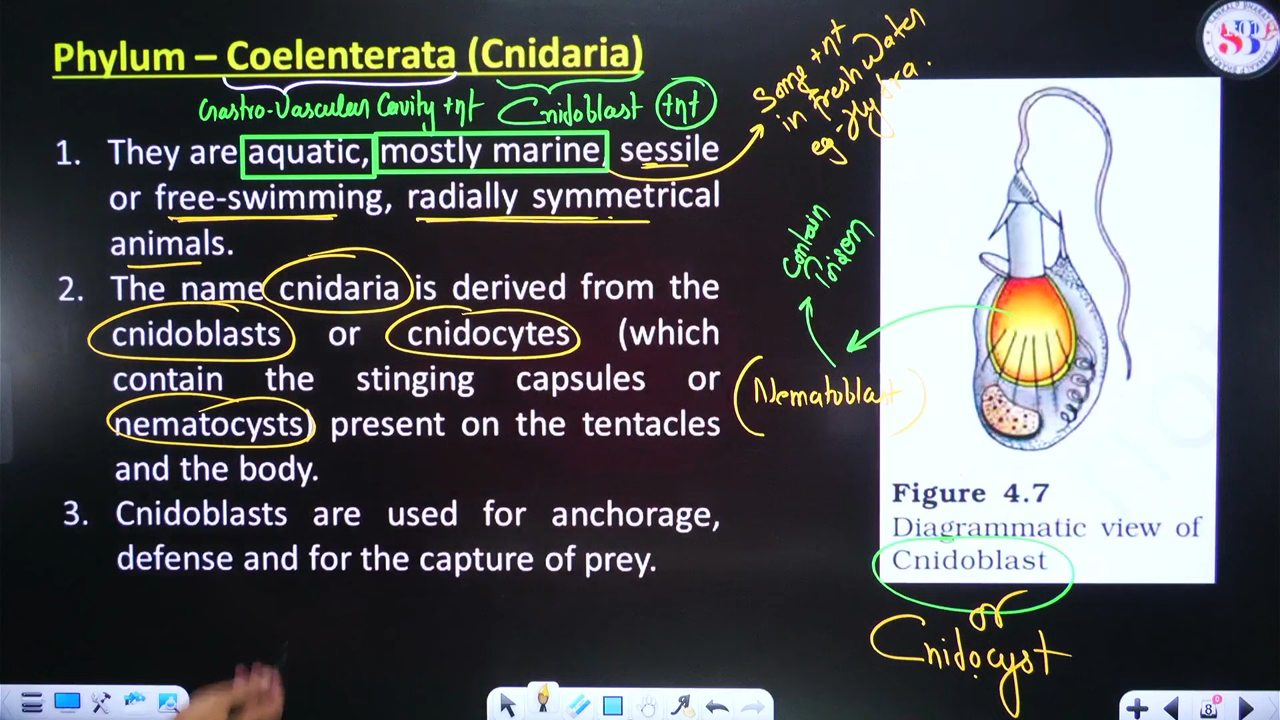 Phylum – Coelenterata (Cnidaria)
Gastro-Vascular Cavity +nt Cnidoblast +nt
1. They are aquatic, mostly marine, sessile
or free-swimming, radially symmetrical
animals.
2. The name cnidaria is derived from the
cnidoblasts or cnidocytes (which
contain the stinging capsules or
nematocysts) present on the tentacles
and the body.
3. Cnidoblasts are used for anchorage,
defense and for the capture of prey.
Some +nt
in fresh water
eg-Hydra.
Contain
Poison
(Nematoblast)
Figure 4.7
Diagrammatic view of
Cnidoblast
or
Cnidocyst
8